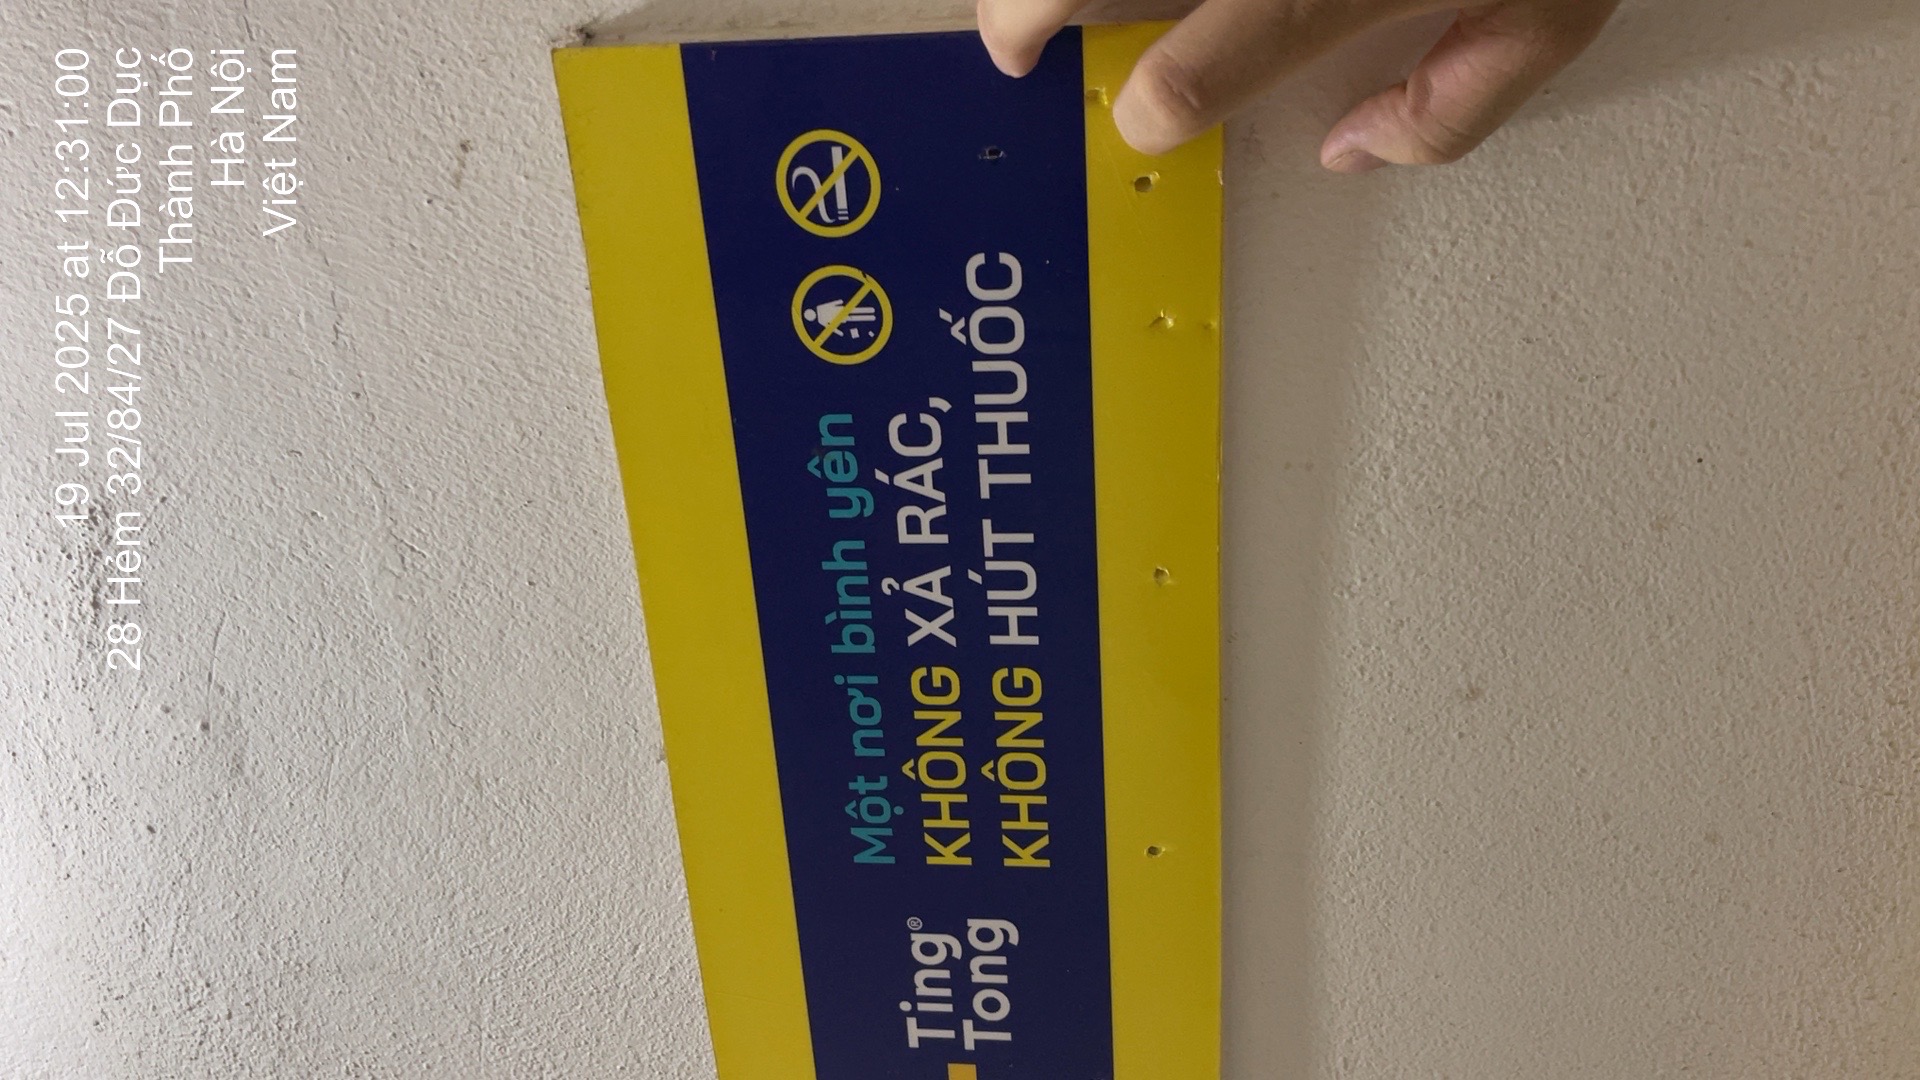 19 Jul 2025 at 12:31:00
28 Hẻm 32/84/27 Đỗ Đức Dục
Thành Phố
Hà Nội
Việt Nam
Một nơi bình yên
KHÔNG XẢ RÁC,
KHÔNG HÚT THUỐC
Ting®
Tong